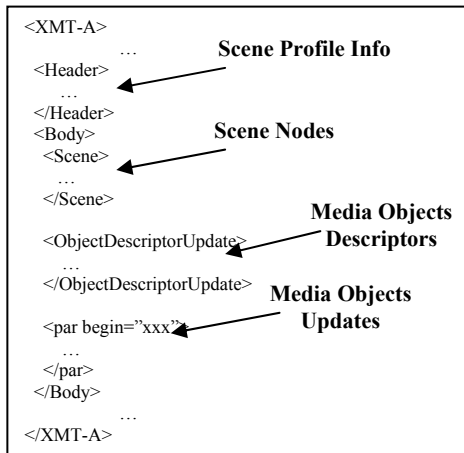 <XMT-A>
…
<Header>
Scene Profile Info
…
</Header>
<Body>
Scene Nodes
<Scene>
…
</Scene>
Media Objects
Descriptors
<ObjectDescriptorUpdate>
…
</ObjectDescriptorUpdate>
Media Objects
Updates
<par begin=”xxx”>
…
</par>
</Body>
…
</XMT-A>